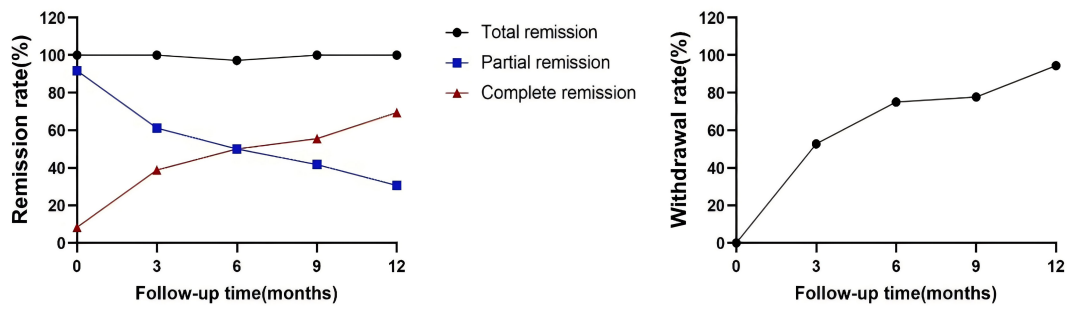 Remission rate(%)
120
100
80
60
40
20
0
0 3 6 9 12
Follow-up time(months)
Total remission
Partial remission
Complete remission
Withdrawal rate(%)
120
100
80
60
40
20
0
0 3 6 9 12
Follow-up time(months)